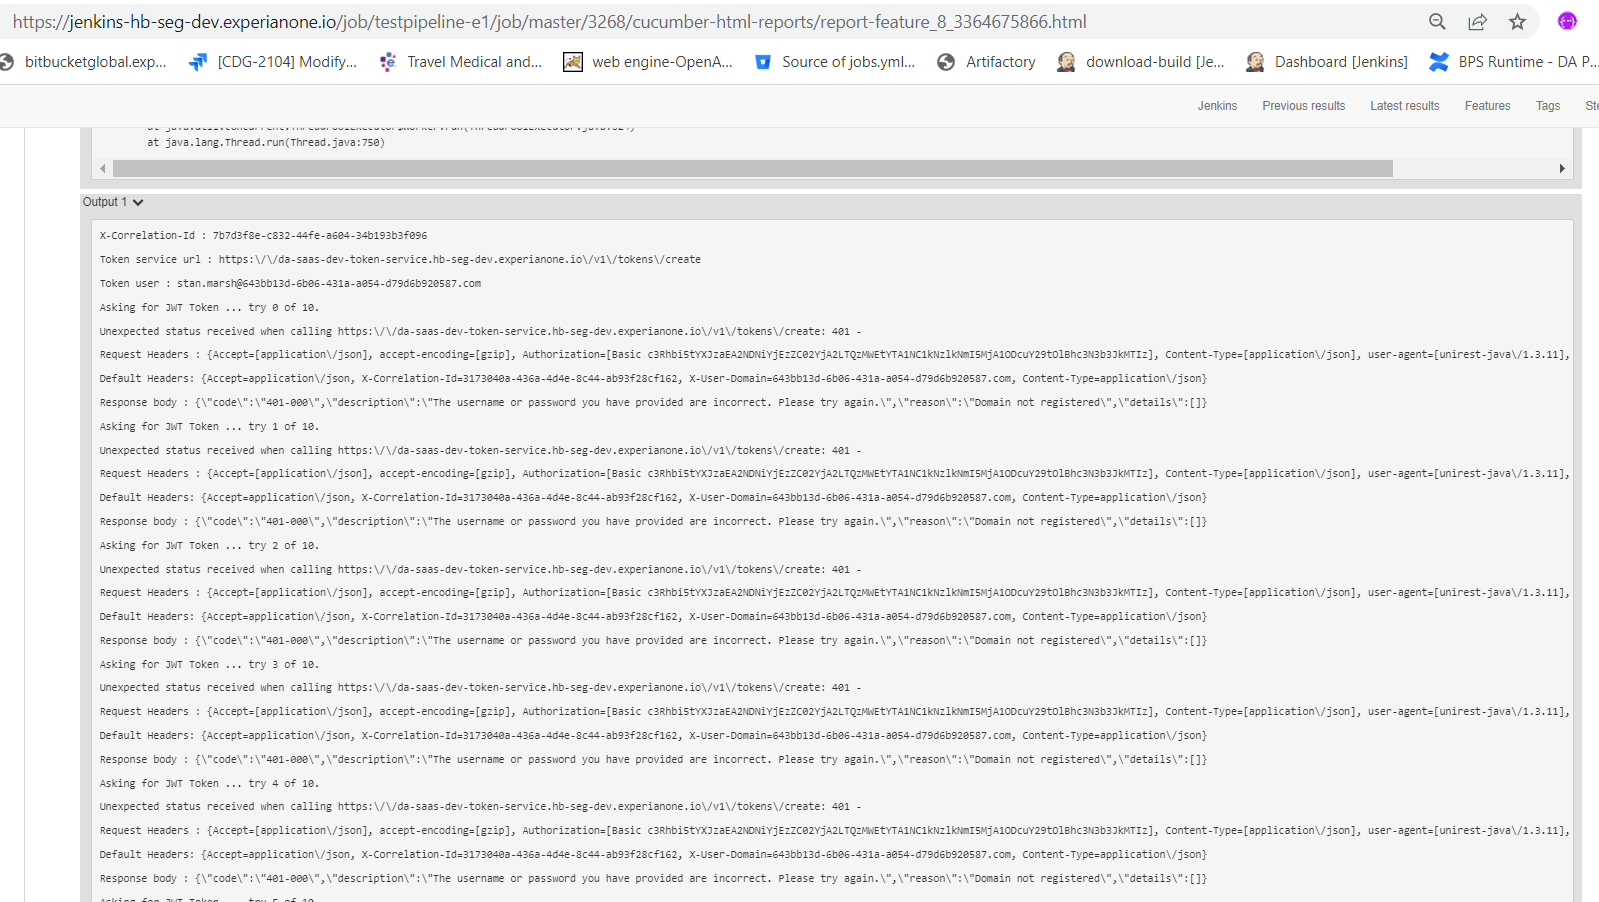 https://jenkins-hb-seg-dev.experianone.io/job/testpipeline-e1/job/master/3268/cucumber-html-reports/report-feature_8_3364675866.html
bitbucketglobal.exp... [CDG-2104] Modify... Travel Medical and... web engine-OpenA... Source of jobs.yml... Artifactory download-build [Je... Dashboard [Jenkins] BPS Runtime - DA P...
Jenkins Previous results Latest results Features Tags Ste
at java.util.concurrent.ThreadPoolExecutor$Worker.run(ThreadPoolExecutor.java:624)
at java.lang.Thread.run(Thread.java:750)
Output 1
X-Correlation-Id : 7b7d3f8e-c832-44fe-a604-34b193b3f096
Token service url : https:\/\/da-saas-dev-token-service.hb-seg-dev.experianone.io\/v1\/tokens\/create
Token user : stan.marsh@643bb13d-6b06-431a-a054-d79d6b920587.com
Asking for JWT Token ... try 0 of 10.
Unexpected status received when calling https:\/\/da-saas-dev-token-service.hb-seg-dev.experianone.io\/v1\/tokens\/create: 401 -
Request Headers : {Accept=[application\/json], accept-encoding=[gzip], Authorization=[Basic c3Rhbi5tYXJzaEA2NDNiYjEzZC02YjA2LTQzMWEtYTA1NC1kNzlkNmI5MjA1ODcuY29tOlBhc3N3b3JkMTIz], Content-Type=[application\/json], user-agent=[unirest-java\/1.3.11],
Default Headers: {Accept=application\/json, X-Correlation-Id=3173040a-436a-4d4e-8c44-ab93f28cf162, X-User-Domain=643bb13d-6b06-431a-a054-d79d6b920587.com, Content-Type=application\/json}
Response body : {\"code\":\"401-000\",\"description\":\"The username or password you have provided are incorrect. Please try again.\",\"reason\":\"Domain not registered\",\"details\":[]}
Asking for JWT Token ... try 1 of 10.
Unexpected status received when calling https:\/\/da-saas-dev-token-service.hb-seg-dev.experianone.io\/v1\/tokens\/create: 401 -
Request Headers : {Accept=[application\/json], accept-encoding=[gzip], Authorization=[Basic c3Rhbi5tYXJzaEA2NDNiYjEzZC02YjA2LTQzMWEtYTA1NC1kNzlkNmI5MjA1ODcuY29tOlBhc3N3b3JkMTIz], Content-Type=[application\/json], user-agent=[unirest-java\/1.3.11],
Default Headers: {Accept=application\/json, X-Correlation-Id=3173040a-436a-4d4e-8c44-ab93f28cf162, X-User-Domain=643bb13d-6b06-431a-a054-d79d6b920587.com, Content-Type=application\/json}
Response body : {\"code\":\"401-000\",\"description\":\"The username or password you have provided are incorrect. Please try again.\",\"reason\":\"Domain not registered\",\"details\":[]}
Asking for JWT Token ... try 2 of 10.
Unexpected status received when calling https:\/\/da-saas-dev-token-service.hb-seg-dev.experianone.io\/v1\/tokens\/create: 401 -
Request Headers : {Accept=[application\/json], accept-encoding=[gzip], Authorization=[Basic c3Rhbi5tYXJzaEA2NDNiYjEzZC02YjA2LTQzMWEtYTA1NC1kNzlkNmI5MjA1ODcuY29tOlBhc3N3b3JkMTIz], Content-Type=[application\/json], user-agent=[unirest-java\/1.3.11],
Default Headers: {Accept=application\/json, X-Correlation-Id=3173040a-436a-4d4e-8c44-ab93f28cf162, X-User-Domain=643bb13d-6b06-431a-a054-d79d6b920587.com, Content-Type=application\/json}
Response body : {\"code\":\"401-000\",\"description\":\"The username or password you have provided are incorrect. Please try again.\",\"reason\":\"Domain not registered\",\"details\":[]}
Asking for JWT Token ... try 3 of 10.
Unexpected status received when calling https:\/\/da-saas-dev-token-service.hb-seg-dev.experianone.io\/v1\/tokens\/create: 401 -
Request Headers : {Accept=[application\/json], accept-encoding=[gzip], Authorization=[Basic c3Rhbi5tYXJzaEA2NDNiYjEzZC02YjA2LTQzMWEtYTA1NC1kNzlkNmI5MjA1ODcuY29tOlBhc3N3b3JkMTIz], Content-Type=[application\/json], user-agent=[unirest-java\/1.3.11],
Default Headers: {Accept=application\/json, X-Correlation-Id=3173040a-436a-4d4e-8c44-ab93f28cf162, X-User-Domain=643bb13d-6b06-431a-a054-d79d6b920587.com, Content-Type=application\/json}
Response body : {\"code\":\"401-000\",\"description\":\"The username or password you have provided are incorrect. Please try again.\",\"reason\":\"Domain not registered\",\"details\":[]}
Asking for JWT Token ... try 4 of 10.
Unexpected status received when calling https:\/\/da-saas-dev-token-service.hb-seg-dev.experianone.io\/v1\/tokens\/create: 401 -
Request Headers : {Accept=[application\/json], accept-encoding=[gzip], Authorization=[Basic c3Rhbi5tYXJzaEA2NDNiYjEzZC02YjA2LTQzMWEtYTA1NC1kNzlkNmI5MjA1ODcuY29tOlBhc3N3b3JkMTIz], Content-Type=[application\/json], user-agent=[unirest-java\/1.3.11],
Default Headers: {Accept=application\/json, X-Correlation-Id=3173040a-436a-4d4e-8c44-ab93f28cf162, X-User-Domain=643bb13d-6b06-431a-a054-d79d6b920587.com, Content-Type=application\/json}
Response body : {\"code\":\"401-000\",\"description\":\"The username or password you have provided are incorrect. Please try again.\",\"reason\":\"Domain not registered\",\"details\":[]}
Asking for JWT Token ... try 5 of 10.